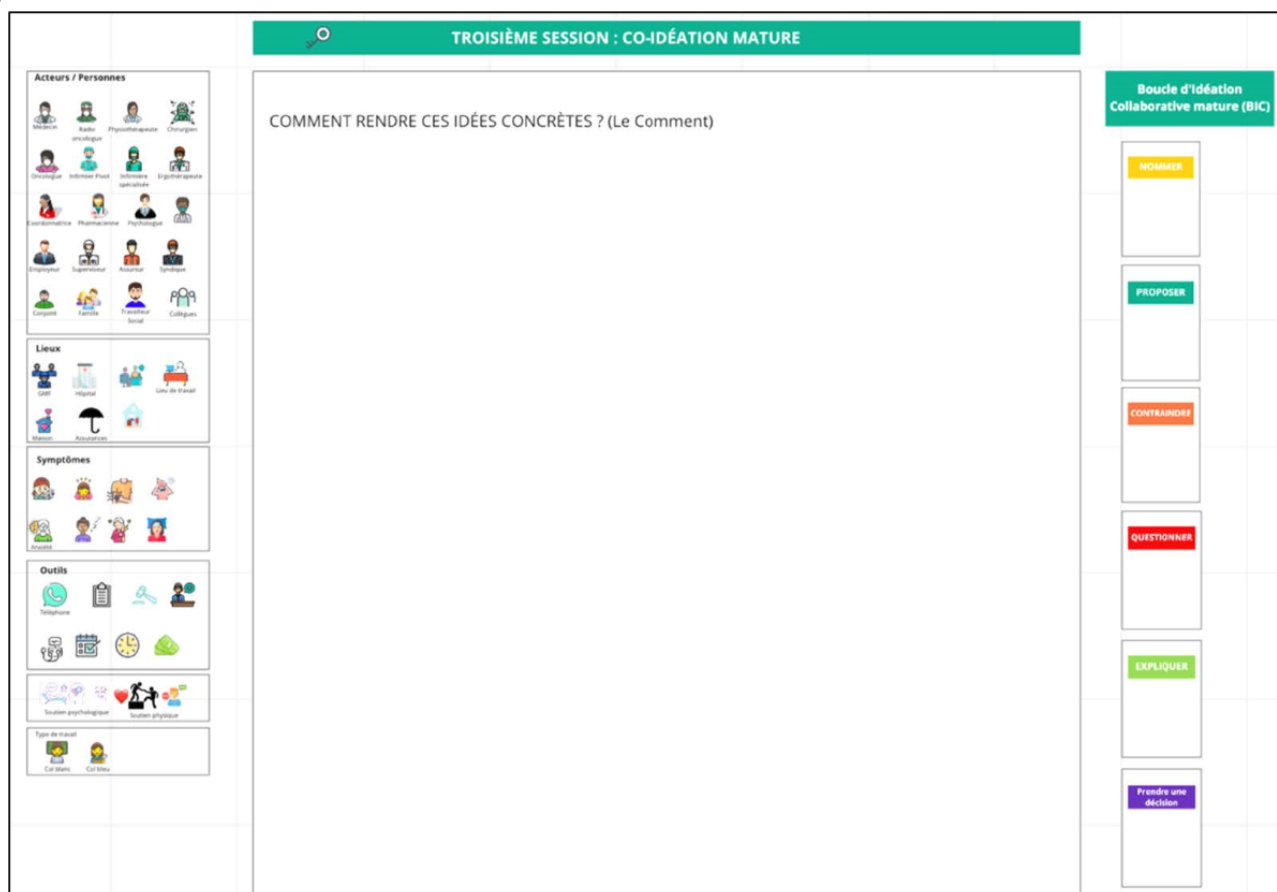 TROISIÈME SESSION : CO-IDÉATION MATURE
Acteurs / Personnes
Médecin
Radio oncologue
Physiothérapeute
Chirurgien
Oncologue
Infirmier Pivot
Infirmière spécialisée
Ergothérapeute
Coordonnatrice
Pharmacienne
Psychologue
Employeur
Superviseur
Assureur
Syndique
Conjoint
Famille
Travailleur Social
Collègues
Lieux
GMF
Hôpital
Lieu de travail
Maison
Assurances
Symptômes
Anxiété
Outils
Téléphone
Soutien psychologique
Soutien physique
Type de travail
Col blanc
Col bleu
COMMENT RENDRE CES IDÉES CONCRÈTES ? (Le Comment)
Boucle d'Idéation
Collaborative mature (BIC)
NOMMER
PROPOSER
CONTRAINDRE
QUESTIONNER
EXPLIQUER
Prendre une
décision